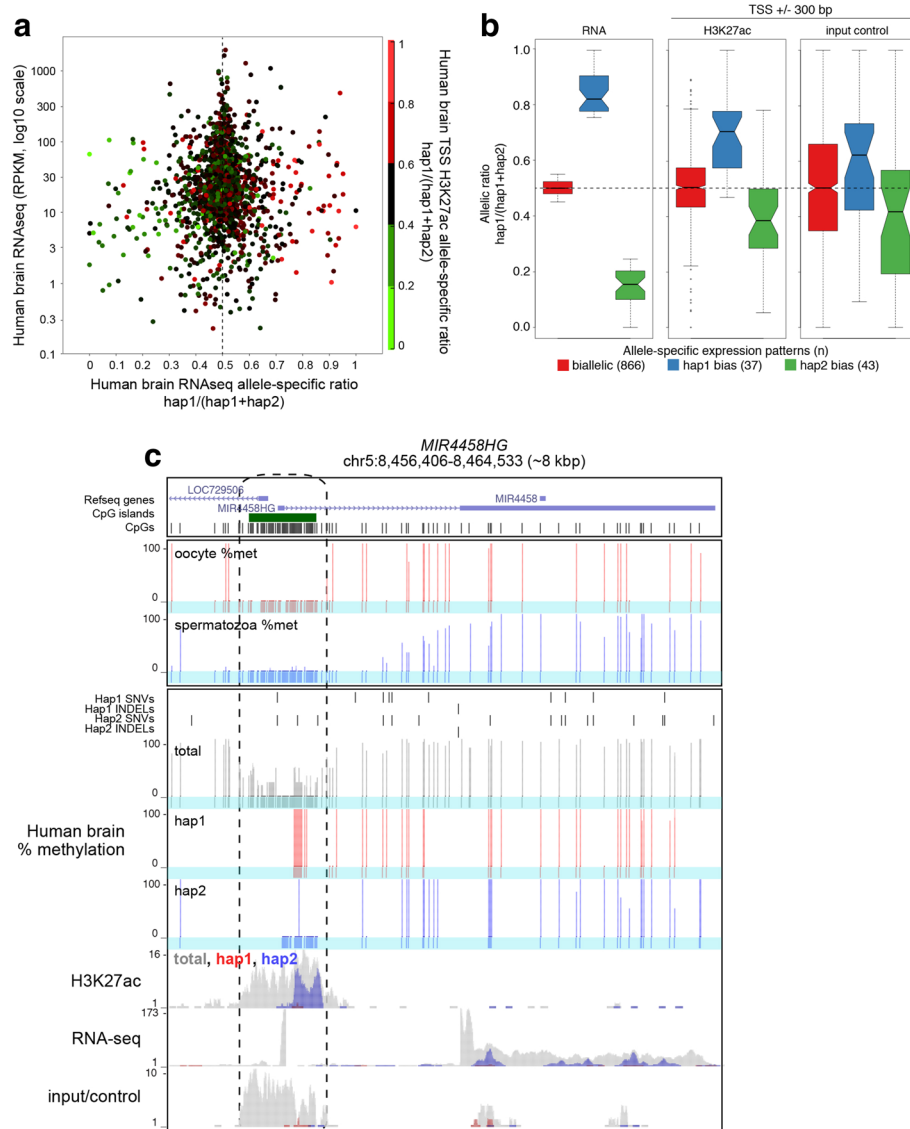 a
Human brain RNAseq (RPKM, log10 scale)
1000
300
100
30
10
3
1
0.3
0.1
0 0.1 0.2 0.3 0.4 0.5 0.6 0.7 0.8 0.9 1
Human brain RNAseq allele-specific ratio
hap1/(hap1+hap2)
1
0.8
0.6
0.4
0.2
0
Human brain TSS H3K27ac allele-specific ratio
hap1/(hap1+hap2)
b
TSS +/- 300 bp
RNA H3K27ac input control
Allelic ratio
hap1/(hap1+hap2)
1.0
0.8
0.6
0.4
0.2
0.0
Allele-specific expression patterns (n)
biallelic (866) hap1 bias (37) hap2 bias (43)
c
MIR4458HG
chr5:8,456,406-8,464,533 (~8 kbp)
LOC729506
Refseq genes MIR4458
MIR4458HG
CpG islands
CpGs
100
oocyte %met
0
100
spermatozoa %met
0
Hap1 SNVs
Hap1 INDELs
Hap2 SNVs
Hap2 INDELs
100
total
0
Human brain
% methylation
100
hap1
0
100
hap2
0
total, hap1, hap2
16
H3K27ac
1
173
RNA-seq
1
10
input/control
1